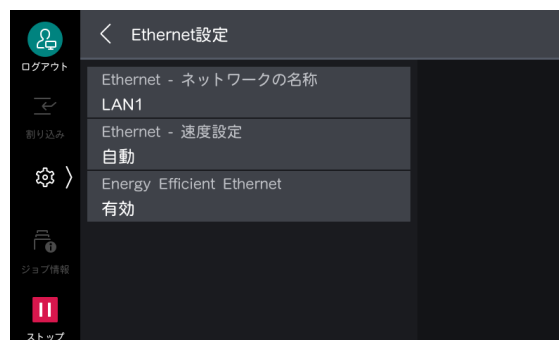 Ethernet設定
ログアウト
Ethernet - ネットワークの名称
LAN1
割り込み
Ethernet - 速度設定
自動
Energy Efficient Ethernet
有効
ジョブ情報
ストップ